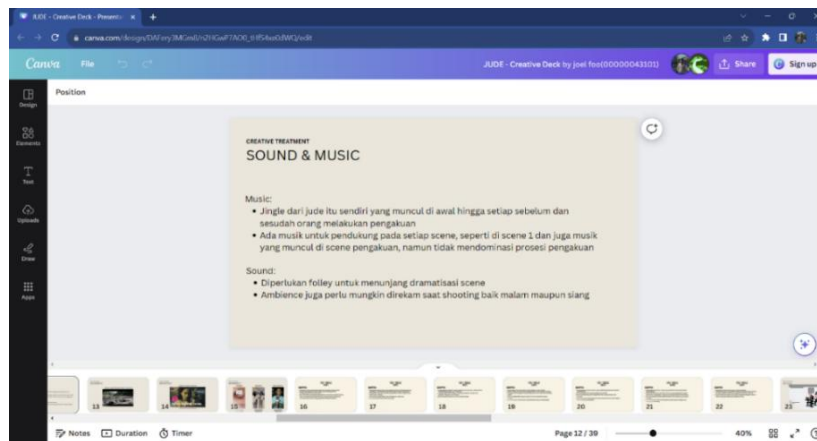 JUDE - Creative Deck - Presenta
canva.com/design/
/edit
Canva
File
JUDE - Creative Deck by joel foo(00000043101)
Share
Sign up
Position
Design
Elements
Text
Uploads
Draw
Apps
CREATIVE TREATMENT
SOUND & MUSIC
Music:
• Jingle dari jude itu sendiri yang muncul di awal hingga setiap sebelum dan
sesudah orang melakukan pengakuan
• Ada musik untuk pendukung pada setiap scene, seperti di scene 1 dan juga musik
yang muncul di scene pengakuan, namun tidak mendominasi prosesi pengakuan
Sound:
• Diperlukan folley untuk menunjang dramatisasi scene
• Ambience juga perlu mungkin direkam saat shooting baik malam maupun siang
13
14
15
16
17
18
19
20
21
22
23
Notes
Duration
Timer
Page 12 / 39
40%